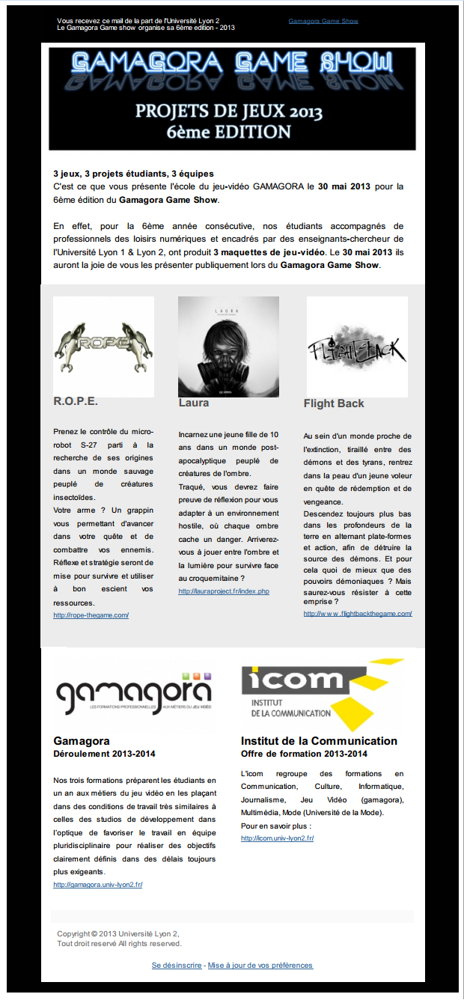 Vous recevez ce mail de la part de l'Université Lyon 2
Le Gamagora Game show organise sa 6ème edition - 2013
Gamagora Game Show
GAMAGORA GAME SHOW
PROJETS DE JEUX 2013
6ème EDITION
3 jeux, 3 projets étudiants, 3 équipes
C'est ce que vous présente l'école du jeu-vidéo GAMAGORA le 30 mai 2013 pour la
6ème édition du Gamagora Game Show.
En effet, pour la 6ème année consécutive, nos étudiants accompagnés de
professionnels des loisirs numériques et encadrés par des enseignants-chercheur de
l'Université Lyon 1 & Lyon 2, ont produit 3 maquettes de jeu-vidéo. Le 30 mai 2013 ils
auront la joie de vous les présenter publiquement lors du Gamagora Game Show.
ROPE
R.O.P.E.
Prenez le contrôle du micro-
robot S-27 parti à la
recherche de ses origines
dans un monde sauvage
peuplé de créatures
insectoïdes.
Votre arme ? Un grappin
vous permettant d'avancer
dans votre quête et de
combattre vos ennemis.
Réflexe et stratégie seront de
mise pour survivre et utiliser
à bon escient vos
ressources.
http://rope-thegame.com/
LAURA
Laura
Incarnez une jeune fille de 10
ans dans un monde post-
apocalyptique peuplé de
créatures de l'ombre.
Traqué, vous devrez faire
preuve de réflexion pour vous
adapter à un environnement
hostile, où chaque ombre
cache un danger. Arriverez-
vous à jouer entre l'ombre et
la lumière pour survivre face
au croquemitaine ?
http://lauraproject.fr/index.php
FLIGHT BACK
Flight Back
Au sein d'un monde proche de
l'extinction, tiraillé entre des
démons et des tyrans, rentrez
dans la peau d'un jeune voleur
en quête de rédemption et de
vengeance.
Descendez toujours plus bas
dans les profondeurs de la
terre en alternant plate-formes
et action, afin de détruire la
source des démons. Et pour
cela quoi de mieux que des
pouvoirs démoniaques ? Mais
saurez-vous résister à cette
emprise ?
http://www.flightbackthegame.com/
gamagora
LES FORMATIONS PROFESSIONNELLES AUX MÉTIERS DU JEU VIDÉO
Gamagora
Déroulement 2013-2014
Nos trois formations préparent les étudiants en
un an aux métiers du jeu vidéo en les plaçant
dans des conditions de travail très similaires à
celles des studios de développement dans
l'optique de favoriser le travail en équipe
pluridisciplinaire pour réaliser des objectifs
clairement définis dans des délais toujours
plus exigeants.
http://gamagora.univ-lyon2.fr/
icom
INSTITUT
DE LA COMMUNICATION
Institut de la Communication
Offre de formation 2013-2014
L'icom regroupe des formations en
Communication, Culture, Informatique,
Journalisme, Jeu Vidéo (gamagora),
Multimédia, Mode (Université de la Mode).
Pour en savoir plus :
http://icom.univ-lyon2.fr/
Copyright © 2013 Université Lyon 2,
Tout droit reservé All rights reserved.
Se désinscrire - Mise à jour de vos préférences